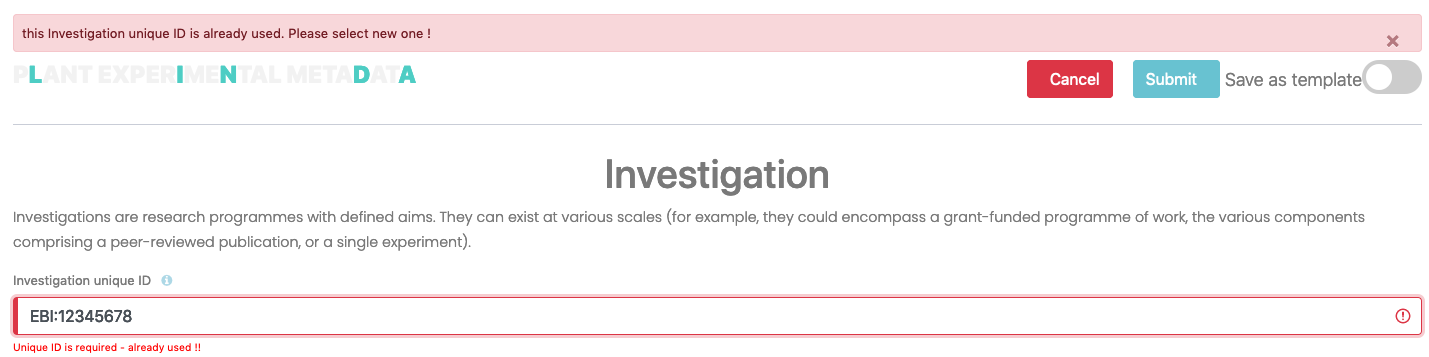 this Investigation unique ID is already used. Please select new one !
PLANT EXPERIMENTAL METADATA
Cancel Submit Save as template
Investigation
Investigations are research programmes with defined aims. They can exist at various scales (for example, they could encompass a grant-funded programme of work, the various components
comprising a peer-reviewed publication, or a single experiment).
Investigation unique ID
EBI:12345678
Unique ID is required - already used !!